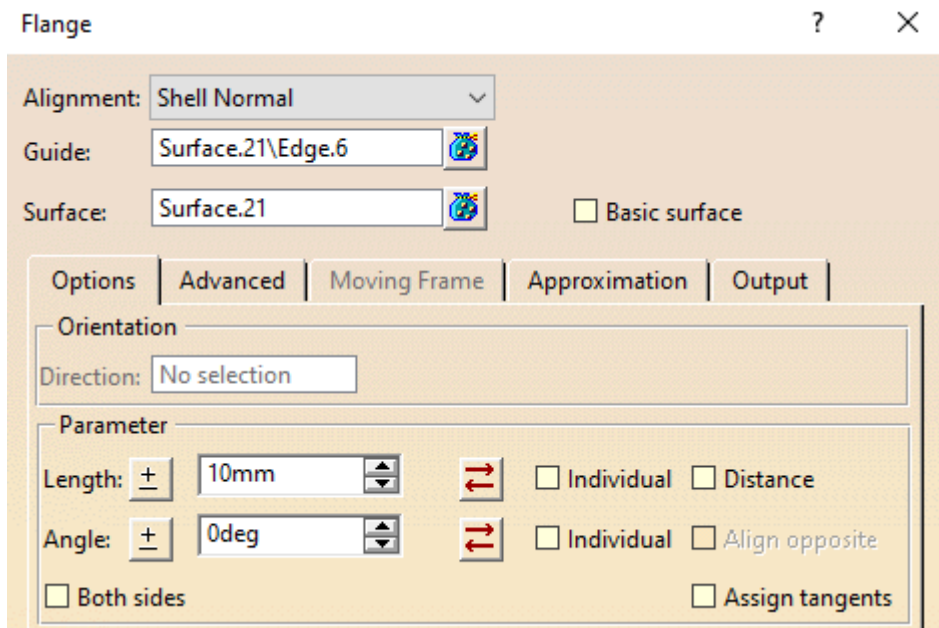 Flange ? ×
Alignment: Shell Normal
Guide: Surface.21\Edge.6
Surface: Surface.21 Basic surface
Options Advanced Moving Frame Approximation Output
Orientation
Direction: No selection
Parameter
Length: ± 10mm Individual Distance
Angle: ± 0deg Individual Align opposite
Both sides Assign tangents